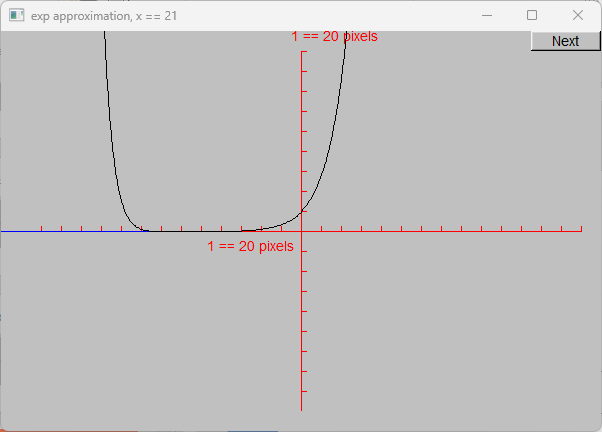 exp approximation, x == 21
1 == 20 pixels
Next
1 == 20 pixels